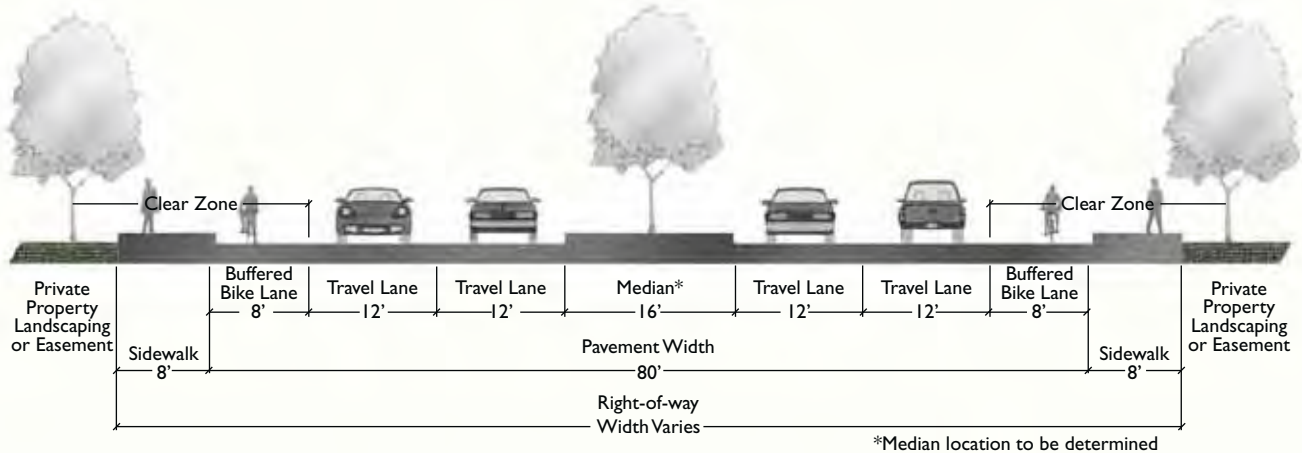 Clear Zone
Clear Zone
Private
Property
Landscaping
or Easement
Buffered
Bike Lane
8'
Travel Lane
12'
Travel Lane
12'
Median*
16'
Travel Lane
12'
Travel Lane
12'
Buffered
Bike Lane
8'
Private
Property
Landscaping
or Easement
Sidewalk
8'
Pavement Width
80'
Sidewalk
8'
Right-of-way
Width Varies
*Median location to be determined